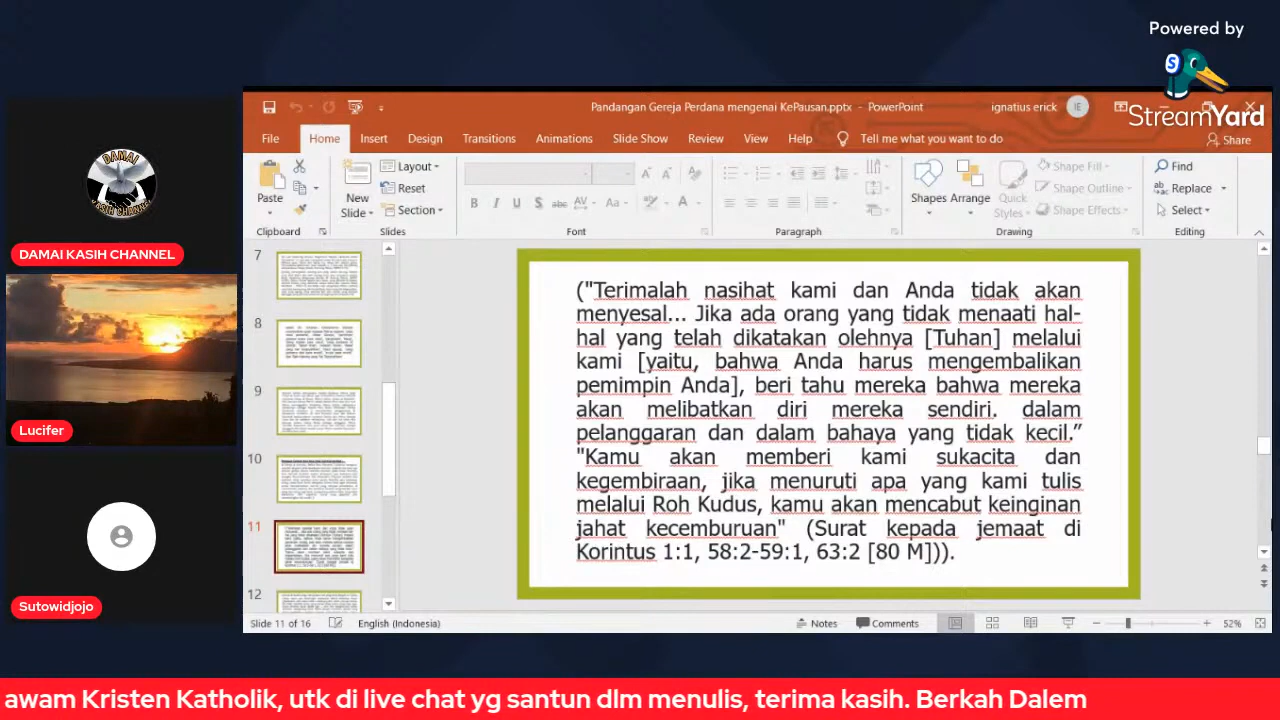 Powered by
StreamYard
Pandangan Gereja Perdana mengenai KePausan.pptx - PowerPoint
ignatius erick
IE
File
Home
Insert
Design
Transitions
Animations
Slide Show
Review
View
Help
Tell me what you want to do
Share
Paste
New
Slide
Layout
Reset
Section
B
I
U
S
abc
AV
Aa
A
Shapes
Arrange
Quick
Styles
Shape Fill
Shape Outline
Shape Effects
Find
Replace
Select
Clipboard
Slides
Font
Paragraph
Drawing
Editing
DAMAI
KASIH CHANNEL
DAMAI KASIH CHANNEL
Lucifer
Sutowidjojo
7
8
9
10
11
12
("Terimalah nasihat kami dan Anda tidak akan
menyesal... Jika ada orang yang tidak menaati hal-
hal yang telah dikatakan olehnya [Tuhan] melalui
kami [yaitu, bahwa Anda harus mengembalikan
pemimpin Anda], beri tahu mereka bahwa mereka
akan melibatkan diri mereka sendiri. dalam
pelanggaran dan dalam bahaya yang tidak kecil.”
"Kamu akan memberi kami sukacita dan
kegembiraan, jika menuruti apa yang kami tulis
melalui Roh Kudus, kamu akan mencabut keinginan
jahat kecemburuan" (Surat kepada jemaat di
Korintus 1:1, 58:2-59:1, 63:2 [80 M])).
Slide 11 of 16
English (Indonesia)
Notes
Comments
52%
awam Kristen Katholik, utk di live chat yg santun dlm menulis, terima kasih. Berkah Dalem